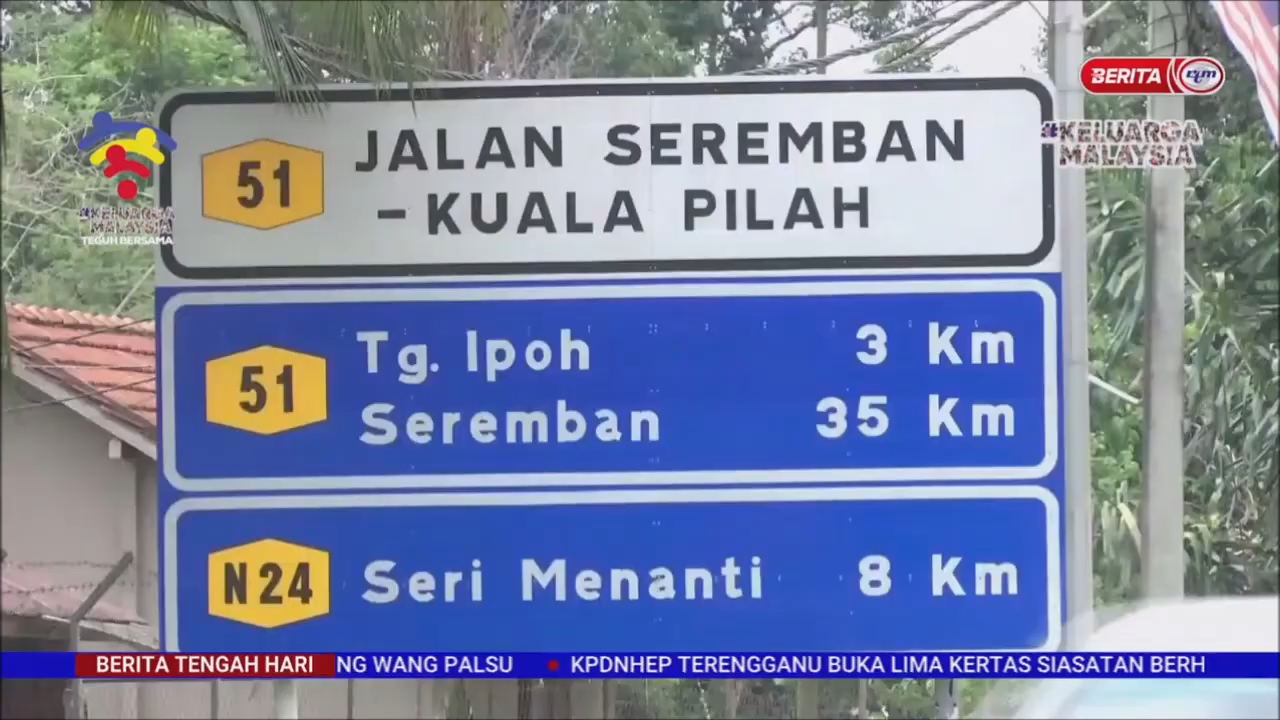 BERITA rtm
#KELUARGA
MALAYSIA
#KELUARGA
MALAYSIA
TEGUH BERSAMA
51 JALAN SEREMBAN
- KUALA PILAH
51
Tg. Ipoh 3 Km
Seremban 35 Km
N24 Seri Menanti 8 Km
BERITA TENGAH HARI NG WANG PALSU • KPDNHEP TERENGGANU BUKA LIMA KERTAS SIASATAN BERH